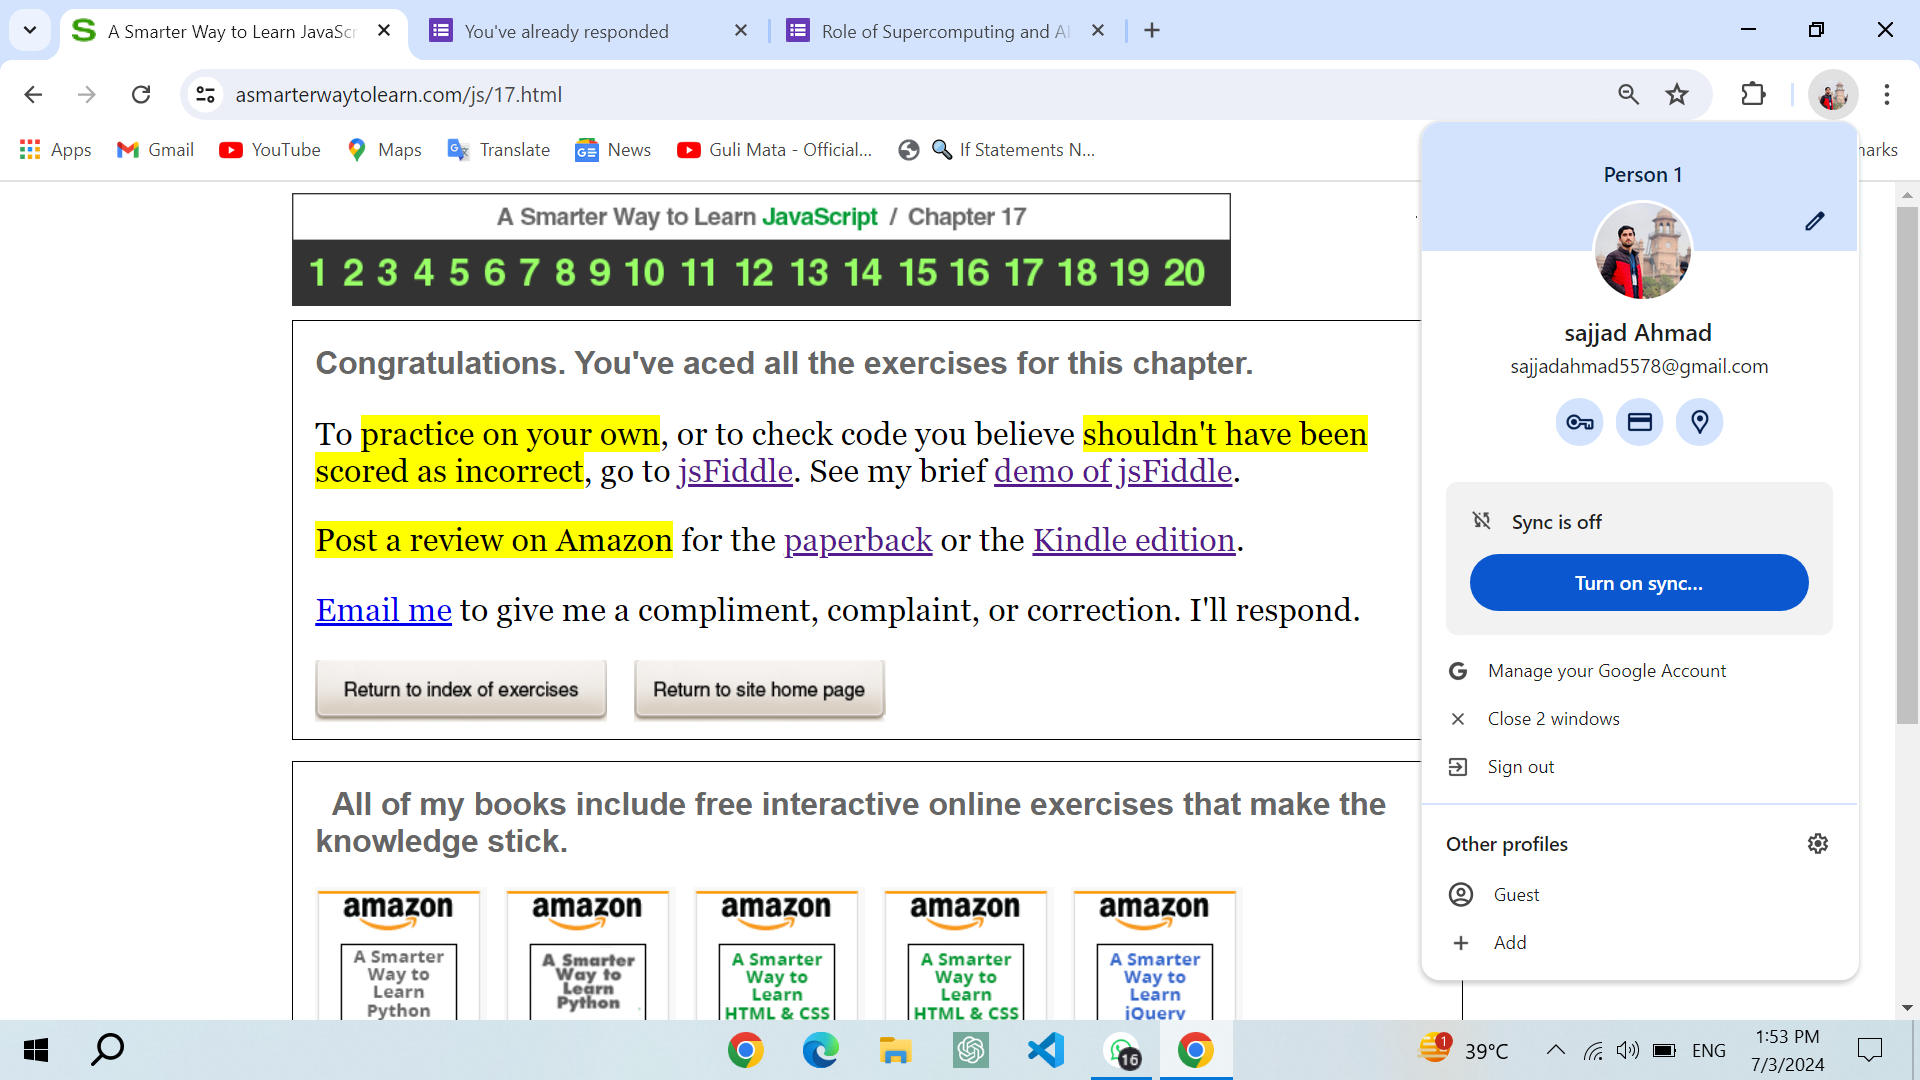 A Smarter Way to Learn JavaScr
You've already responded
Role of Supercomputing and AI
asmarterwaytolearn.com/js/17.html
Apps
Gmail
YouTube
Maps
Translate
News
Guli Mata - Official...
If Statements N...
arks
A Smarter Way to Learn JavaScript / Chapter 17
1 2 3 4 5 6 7 8 9 10 11 12 13 14 15 16 17 18 19 20
Congratulations. You've aced all the exercises for this chapter.
To practice on your own, or to check code you believe shouldn't have been
scored as incorrect, go to jsFiddle. See my brief demo of jsFiddle.
Post a review on Amazon for the paperback or the Kindle edition.
Email me to give me a compliment, complaint, or correction. I'll respond.
Return to index of exercises
Return to site home page
All of my books include free interactive online exercises that make the
knowledge stick.
amazon
A Smarter
Way to
Learn
Python
amazon
A Smarter
Way to
Learn
Python
amazon
A Smarter
Way to
Learn
HTML & CSS
amazon
A Smarter
Way to
Learn
HTML & CSS
amazon
A Smarter
Way to
Learn
jQuery
Person 1
sajjad Ahmad
sajjadahmad5578@gmail.com
Sync is off
Turn on sync...
Manage your Google Account
Close 2 windows
Sign out
Other profiles
Guest
Add
16
1
39°C
ENG
1:53 PM
7/3/2024